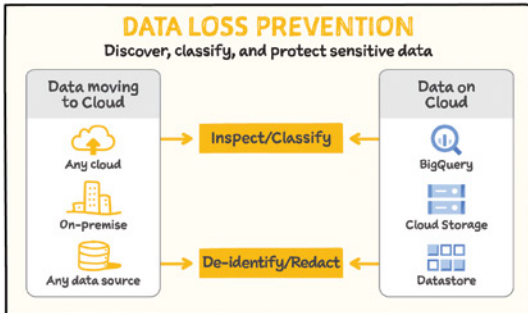 DATA LOSS PREVENTION
Discover, classify, and protect sensitive data
Data moving
to Cloud
Any cloud
On-premise
Any data source
Inspect/Classify
De-identify/Redact
Data on
Cloud
BigQuery
Cloud Storage
Datastore